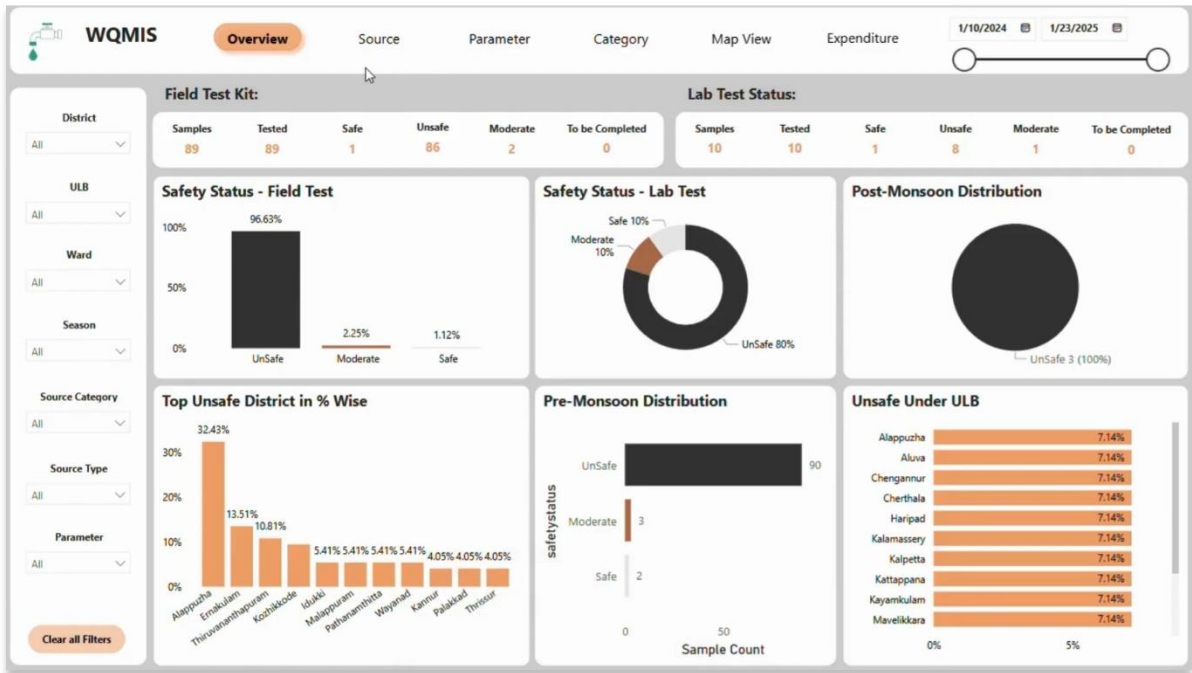 WQMIS
Overview
Source
Parameter
Category
Map View
Expenditure
1/10/2024
1/23/2025
District
All
ULB
All
Ward
All
Season
All
Source Category
All
Source Type
All
Parameter
All
Clear all Filters
Field Test Kit:
Samples Tested Safe Unsafe Moderate To be Completed
89 89 1 86 2 0
Lab Test Status:
Samples Tested Safe Unsafe Moderate To be Completed
10 10 1 8 1 0
Safety Status - Field Test
100%
50%
0%
96.63%
2.25%
1.12%
UnSafe Moderate Safe
Safety Status - Lab Test
Safe 10%
Moderate
10%
UnSafe 80%
Post-Monsoon Distribution
UnSafe 3 (100%)
Top Unsafe District in % Wise
30%
20%
10%
0%
32.43%
13.51%
10.81%
5.41% 5.41% 5.41% 5.41% 4.05% 4.05% 4.05%
Alappuzha
Ernakulam
Thiruvananthapuram
Kozhikkode
Idukki
Malappuram
Pathanamthitta
Wayanad
Kannur
Palakkad
Thrissur
Pre-Monsoon Distribution
safetystatus
UnSafe 90
Moderate 3
Safe 2
0 50
Sample Count
Unsafe Under ULB
Alappuzha 7.14%
Aluva 7.14%
Chengannur 7.14%
Cherthala 7.14%
Haripad 7.14%
Kalamassery 7.14%
Kalpetta 7.14%
Kattappana 7.14%
Kayamkulam 7.14%
Mavelikkara 7.14%
0% 5%